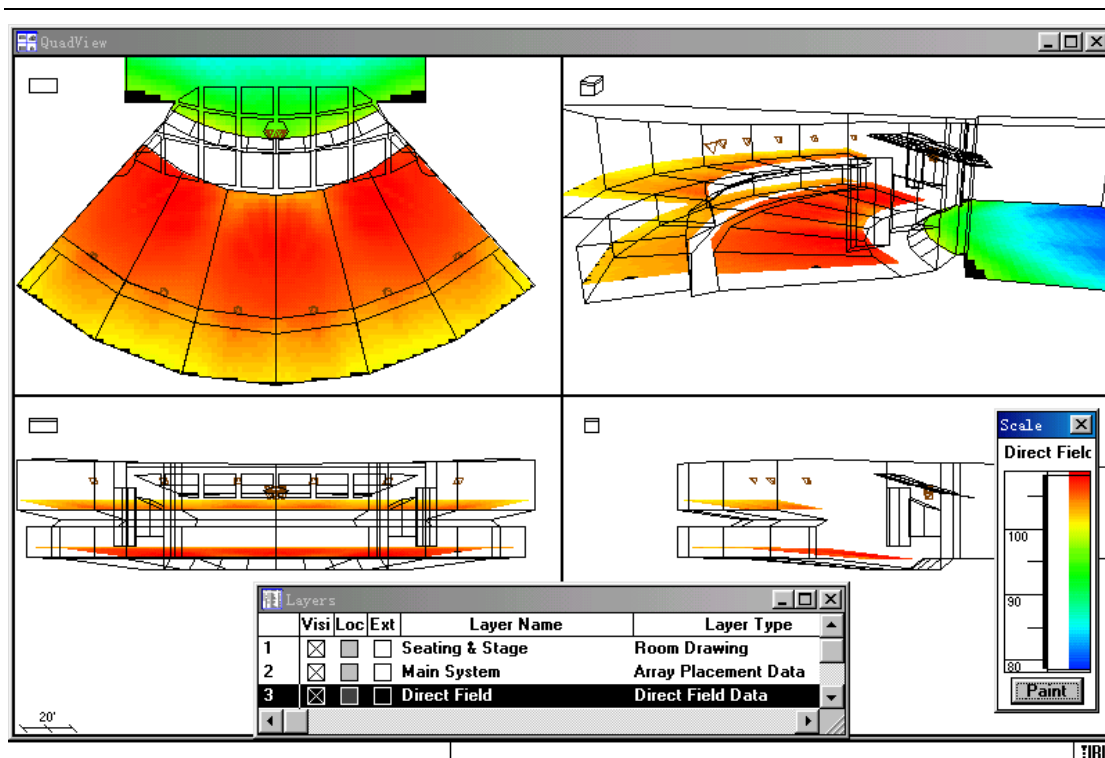 QuadView
Scale
Direct Field
100
90
80
Paint
Layers
Visi Loc Ext Layer Name Layer Type
1 Seating & Stage Room Drawing
2 Main System Array Placement Data
3 Direct Field Direct Field Data
20'